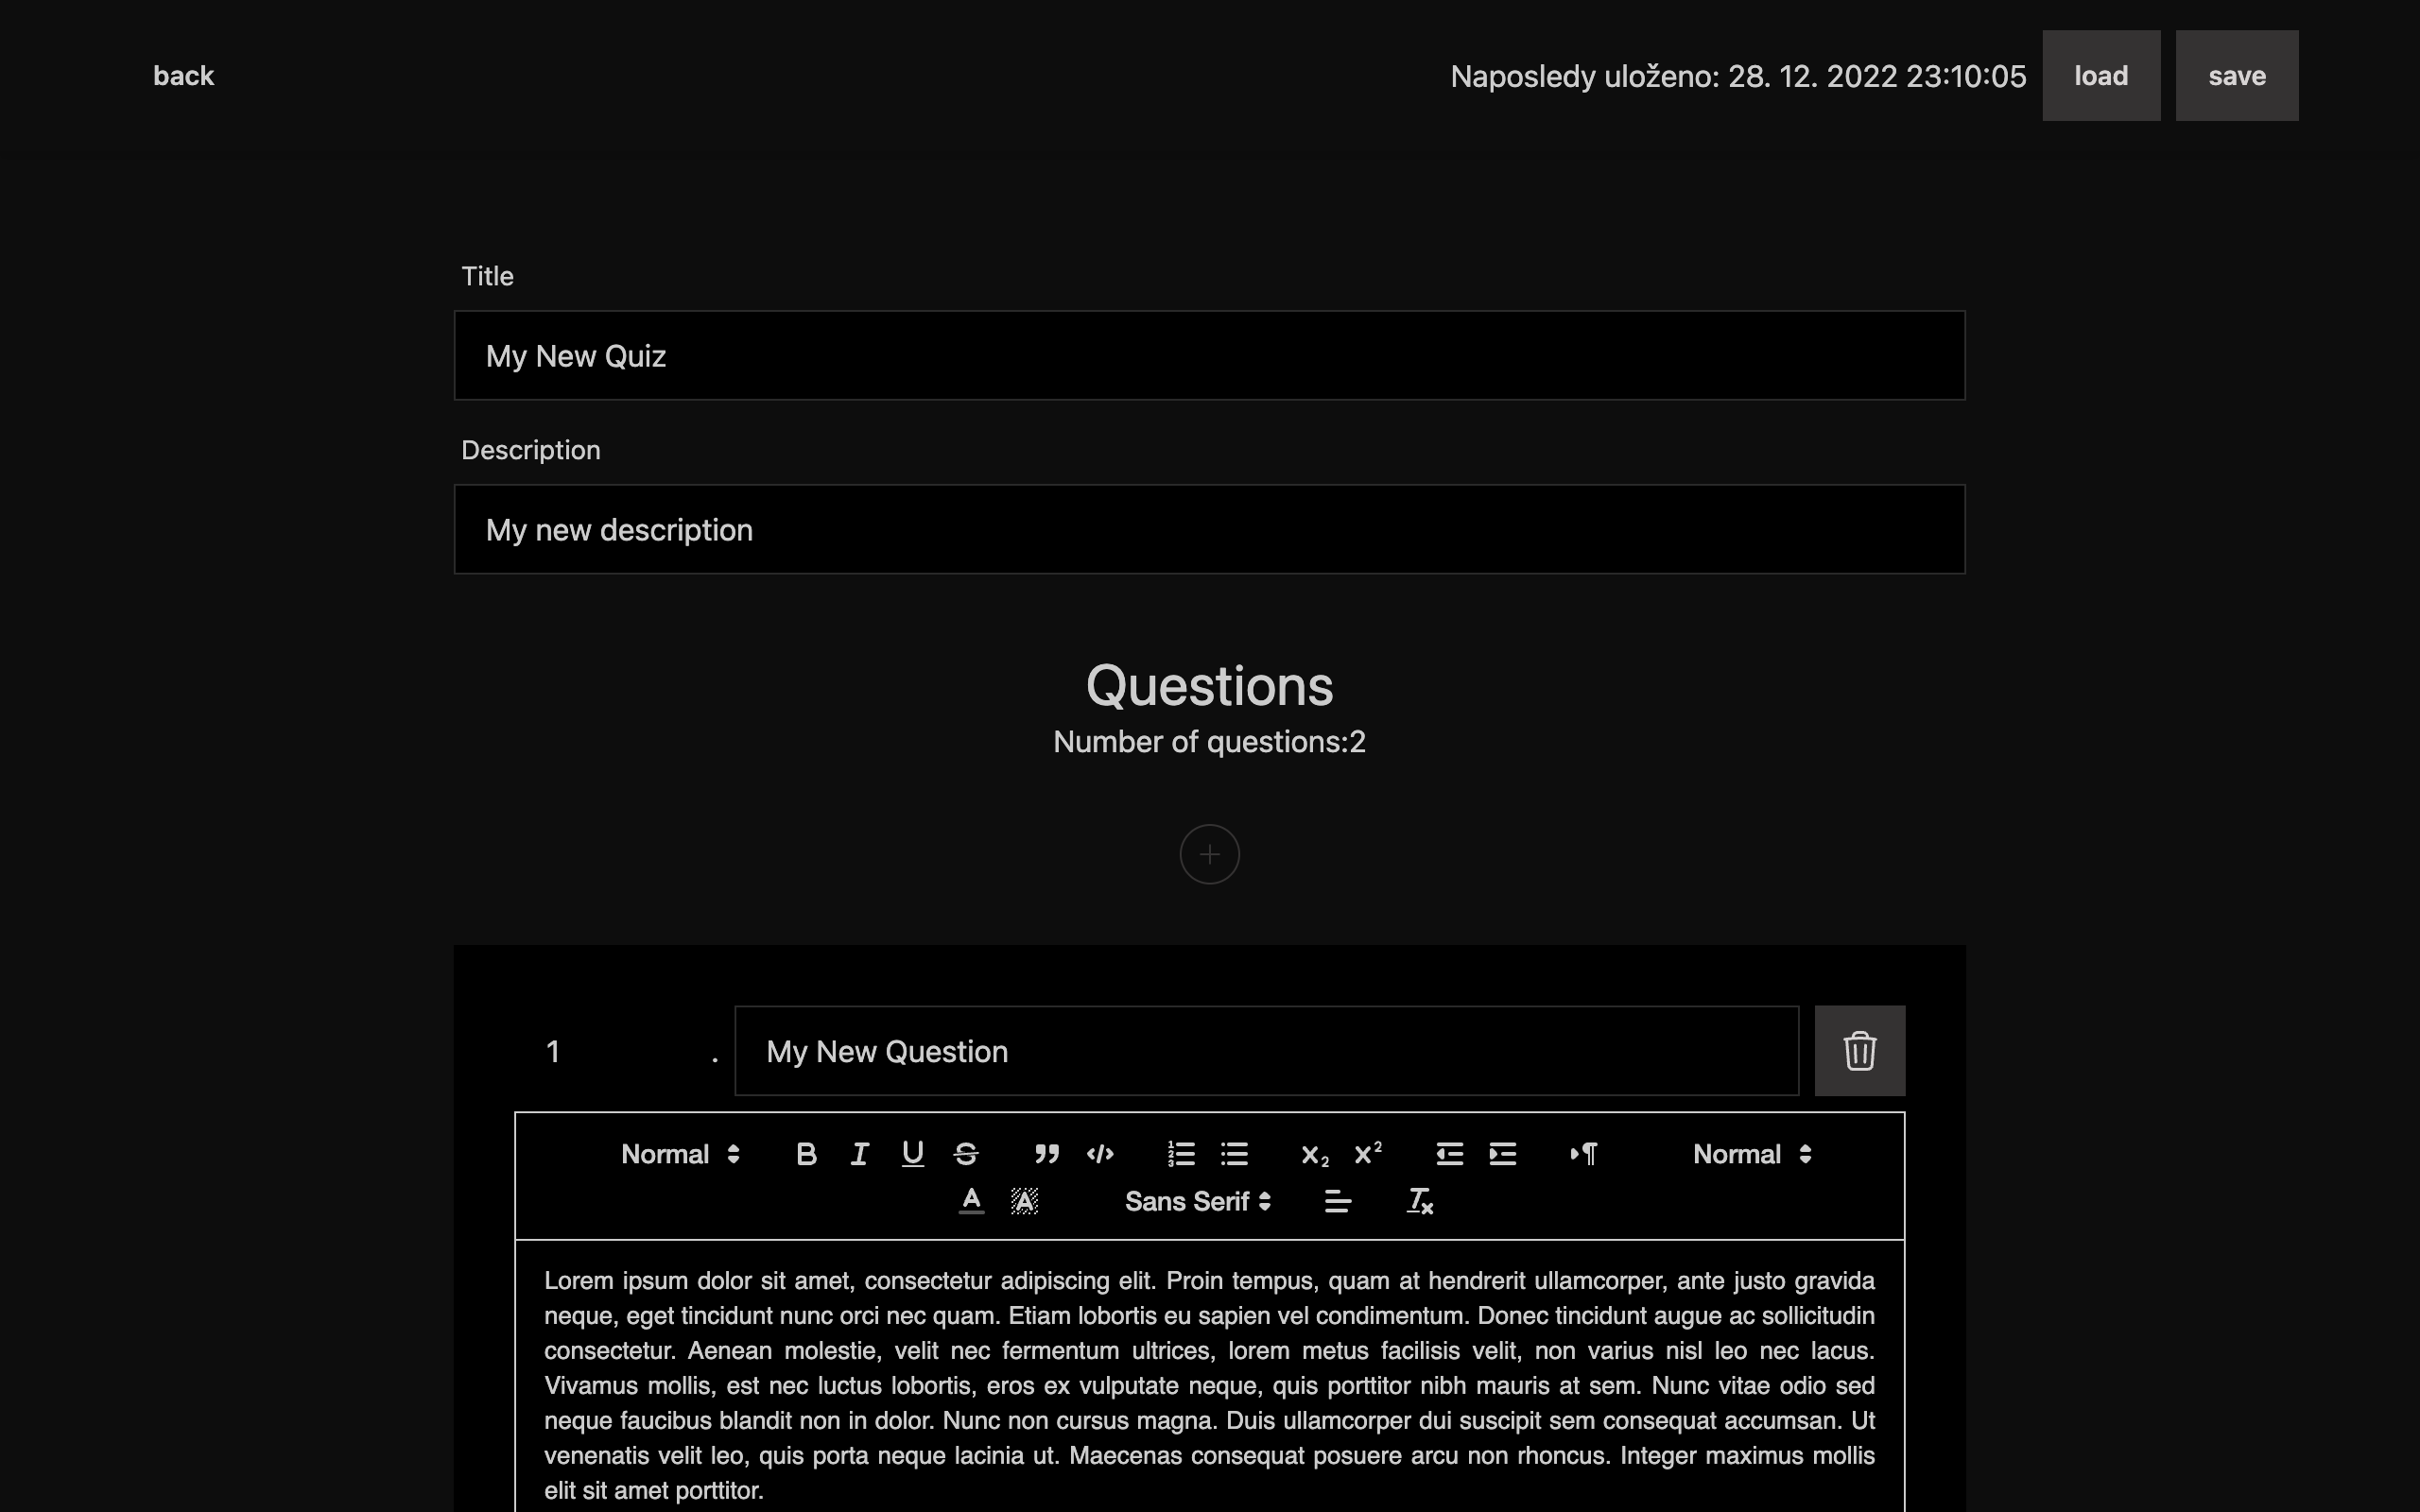 back
Naposledy uloženo: 28. 12. 2022 23:10:05
load
save
Title
My New Quiz
Description
My new description
Questions
Number of questions:2
1 . My New Question
Normal
Normal
Sans Serif
Lorem ipsum dolor sit amet, consectetur adipiscing elit. Proin tempus, quam at hendrerit ullamcorper, ante justo gravida
neque, eget tincidunt nunc orci nec quam. Etiam lobortis eu sapien vel condimentum. Donec tincidunt augue ac sollicitudin
consectetur. Aenean molestie, velit nec fermentum ultrices, lorem metus facilisis velit, non varius nisl leo nec lacus.
Vivamus mollis, est nec luctus lobortis, eros ex vulputate neque, quis porttitor nibh mauris at sem. Nunc vitae odio sed
neque faucibus blandit non in dolor. Nunc non cursus magna. Duis ullamcorper dui suscipit sem consequat accumsan. Ut
venenatis velit leo, quis porta neque lacinia ut. Maecenas consequat posuere arcu non rhoncus. Integer maximus mollis
elit sit amet porttitor.